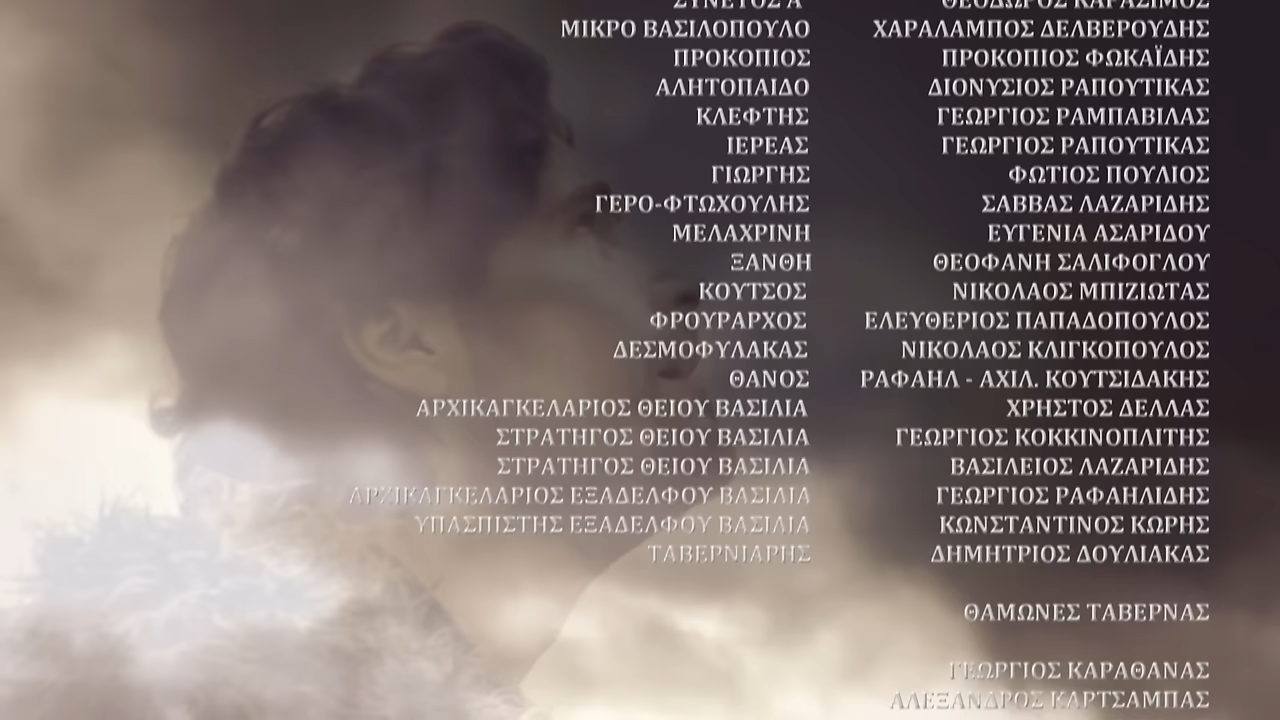 ΣΥΝΕΤΟΣ Α΄ ΘΕΟΔΩΡΟΣ ΚΑΡΑΣΙΜΟΣ
ΜΙΚΡΟ ΒΑΣΙΛΟΠΟΥΛΟ ΧΑΡΑΛΑΜΠΟΣ ΔΕΛΒΕΡΟΥΔΗΣ
ΠΡΟΚΟΠΙΟΣ ΠΡΟΚΟΠΙΟΣ ΦΩΚΑΪΔΗΣ
ΑΛΗΤΟΠΑΙΔΟ ΔΙΟΝΥΣΙΟΣ ΡΑΠΟΥΤΙΚΑΣ
ΚΛΕΦΤΗΣ ΓΕΩΡΓΙΟΣ ΡΑΜΠΑΒΙΛΑΣ
ΙΕΡΕΑΣ ΓΕΩΡΓΙΟΣ ΡΑΠΟΥΤΙΚΑΣ
ΓΙΩΡΓΗΣ ΦΩΤΙΟΣ ΠΟΥΛΙΟΣ
ΓΕΡΟ-ΦΤΩΧΟΥΛΗΣ ΣΑΒΒΑΣ ΛΑΖΑΡΙΔΗΣ
ΜΕΛΑΧΡΙΝΗ ΕΥΓΕΝΙΑ ΑΣΑΡΙΔΟΥ
ΞΑΝΘΗ ΘΕΟΦΑΝΗ ΣΑΛΙΦΟΓΛΟΥ
ΚΟΥΤΣΟΣ ΝΙΚΟΛΑΟΣ ΜΠΙΖΙΩΤΑΣ
ΦΡΟΥΡΑΡΧΟΣ ΕΛΕΥΘΕΡΙΟΣ ΠΑΠΑΔΟΠΟΥΛΟΣ
ΔΕΣΜΟΦΥΛΑΚΑΣ ΝΙΚΟΛΑΟΣ ΚΛΙΓΚΟΠΟΥΛΟΣ
ΘΑΝΟΣ ΡΑΦΑΗΛ - ΑΧΙΛ. ΚΟΥΤΣΙΔΑΚΗΣ
ΑΡΧΙΚΑΓΚΕΛΑΡΙΟΣ ΘΕΙΟΥ ΒΑΣΙΛΙΑ ΧΡΗΣΤΟΣ ΔΕΛΛΑΣ
ΣΤΡΑΤΗΓΟΣ ΘΕΙΟΥ ΒΑΣΙΛΙΑ ΓΕΩΡΓΙΟΣ ΚΟΚΚΙΝΟΠΛΙΤΗΣ
ΣΤΡΑΤΗΓΟΣ ΘΕΙΟΥ ΒΑΣΙΛΙΑ ΒΑΣΙΛΕΙΟΣ ΛΑΖΑΡΙΔΗΣ
ΑΡΧΙΚΑΓΚΕΛΑΡΙΟΣ ΕΞΑΔΕΛΦΟΥ ΒΑΣΙΛΙΑ ΓΕΩΡΓΙΟΣ ΡΑΦΑΗΛΙΔΗΣ
ΥΠΑΣΠΙΣΤΗΣ ΕΞΑΔΕΛΦΟΥ ΒΑΣΙΛΙΑ ΚΩΝΣΤΑΝΤΙΝΟΣ ΚΩΡΗΣ
ΤΑΒΕΡΝΙΑΡΗΣ ΔΗΜΗΤΡΙΟΣ ΔΟΥΛΙΑΚΑΣ
ΘΑΜΩΝΕΣ ΤΑΒΕΡΝΑΣ
ΓΕΩΡΓΙΟΣ ΚΑΡΑΘΑΝΑΣ
ΑΛΕΞΑΝΔΡΟΣ ΚΑΡΤΣΑΜΠΑΣ